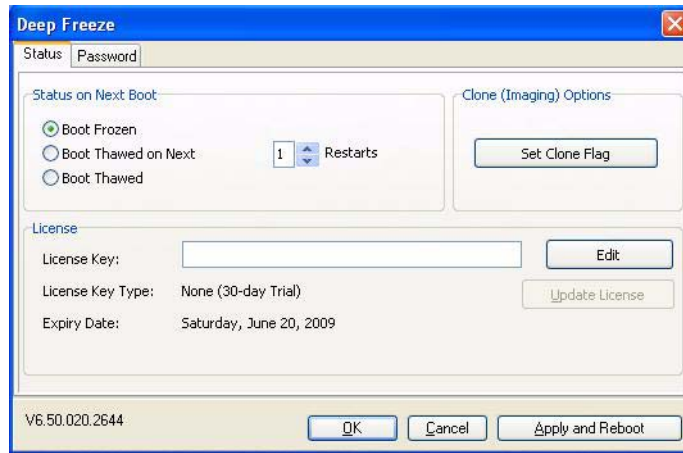 Deep Freeze
Status Password
Status on Next Boot
Boot Frozen
Boot Thawed on Next 1 Restarts
Boot Thawed
Clone (Imaging) Options
Set Clone Flag
License
License Key: Edit
License Key Type: None (30-day Trial) Update License
Expiry Date: Saturday, June 20, 2009
V6.50.020.2644 OK Cancel Apply and Reboot